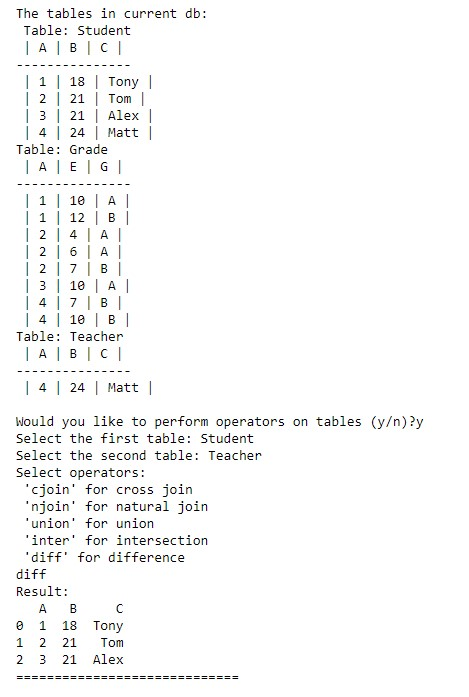 The tables in current db:
Table: Student
| A | B | C |
---------------
| 1 | 18 | Tony |
| 2 | 21 | Tom |
| 3 | 21 | Alex |
| 4 | 24 | Matt |
Table: Grade
| A | E | G |
---------------
| 1 | 10 | A |
| 1 | 12 | B |
| 2 | 4 | A |
| 2 | 6 | A |
| 2 | 7 | B |
| 3 | 10 | A |
| 4 | 7 | B |
| 4 | 10 | B |
Table: Teacher
| A | B | C |
---------------
| 4 | 24 | Matt |
Would you like to perform operators on tables (y/n)?y
Select the first table: Student
Select the second table: Teacher
Select operators:
'cjoin' for cross join
'njoin' for natural join
'union' for union
'inter' for intersection
'diff' for difference
diff
Result:
A B C
0 1 18 Tony
1 2 21 Tom
2 3 21 Alex
=============================